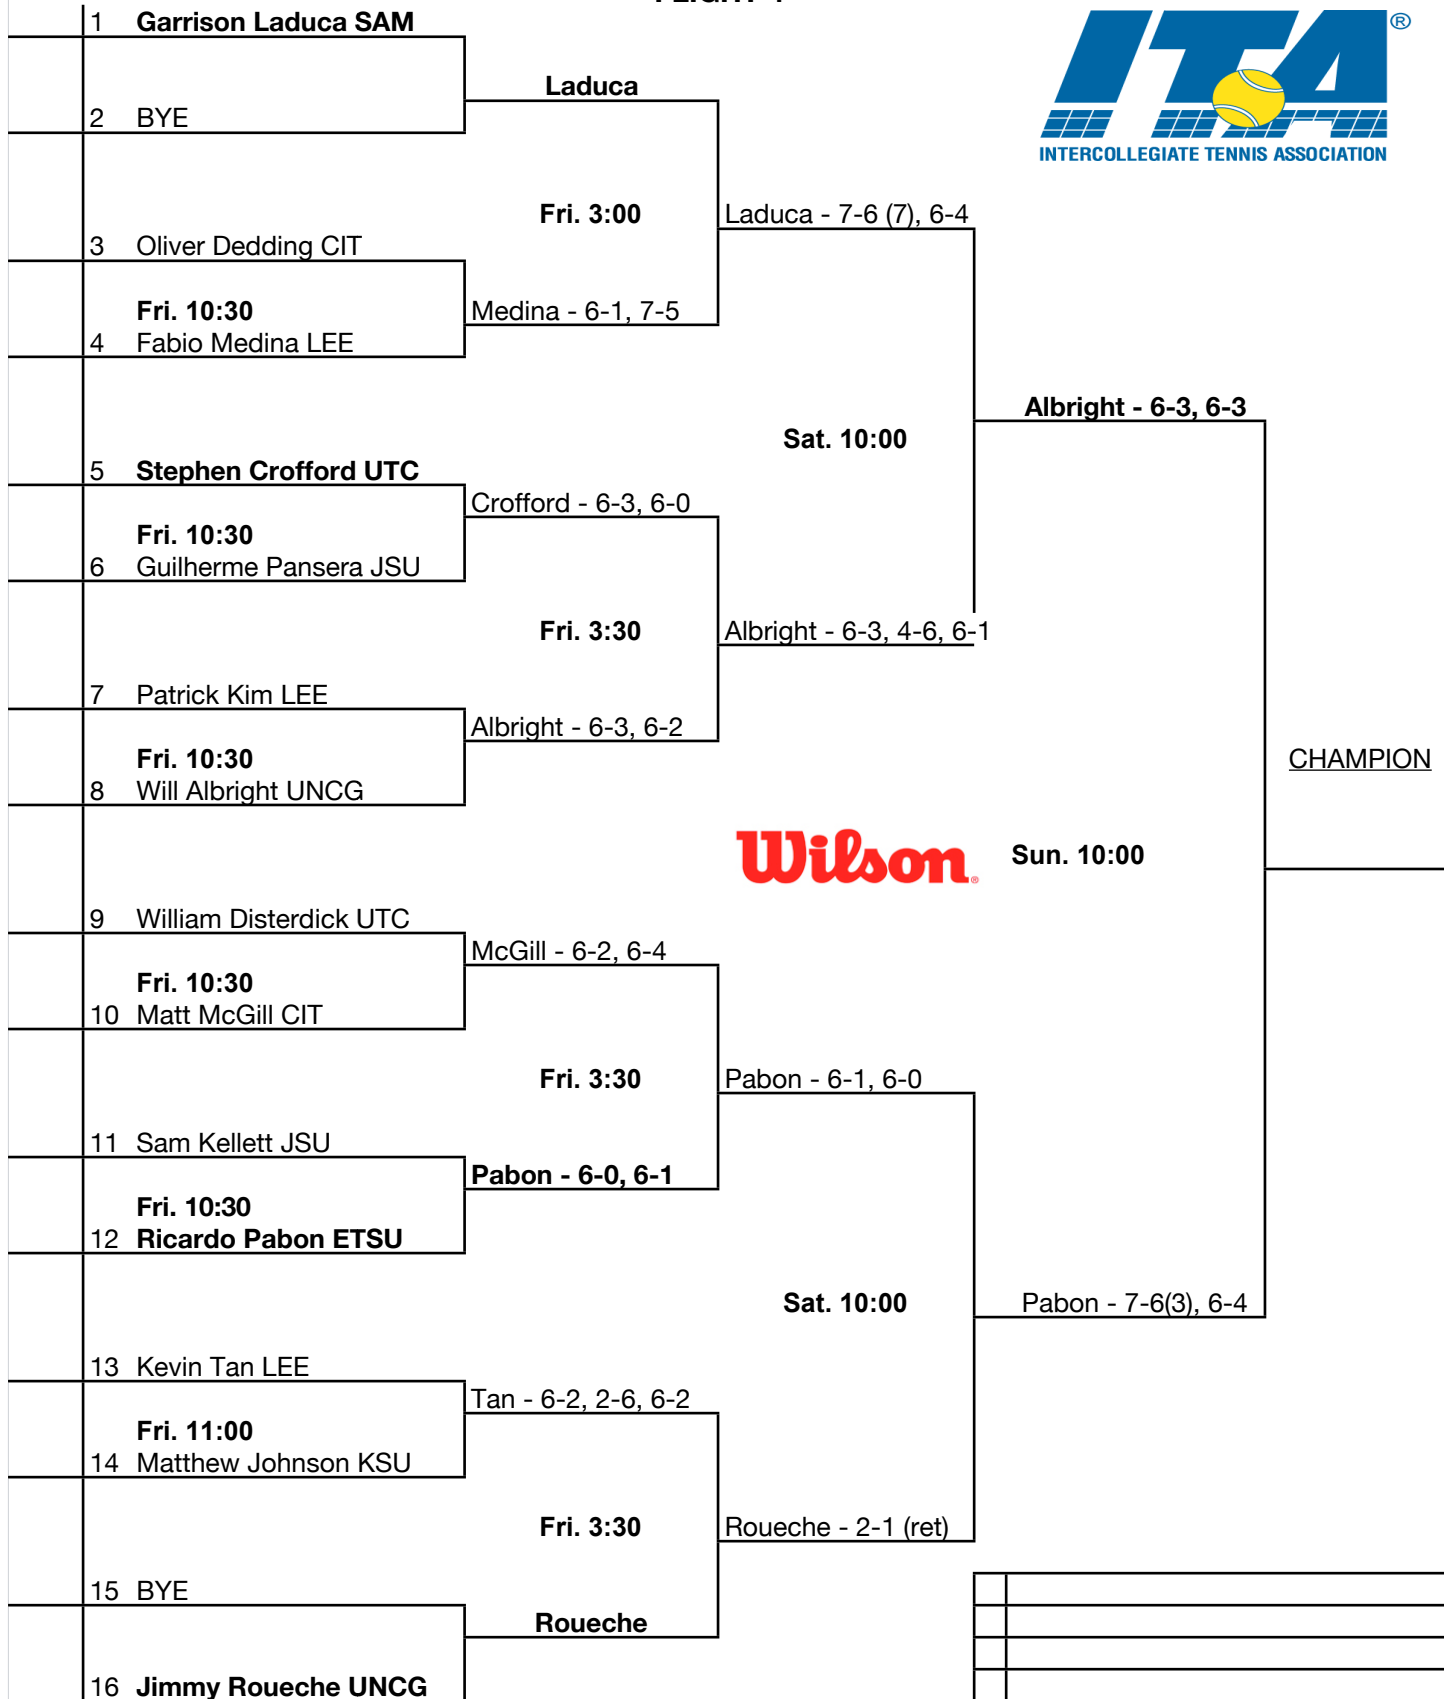 1 Garrison Laduca SAM
ITA®
Laduca
2 BYE
INTERCOLLEGIATE TENNIS ASSOCIATION
Fri. 3:00
Laduca - 7-6 (7), 6-4
3 Oliver Dedding CIT
Fri. 10:30
Medina - 6-1, 7-5
4 Fabio Medina LEE
Albright - 6-3, 6-3
Sat. 10:00
5 Stephen Crofford UTC
Crofford - 6-3, 6-0
Fri. 10:30
6 Guilherme Pansera JSU
Fri. 3:30
Albright - 6-3, 4-6, 6-1
7 Patrick Kim LEE
Albright - 6-3, 6-2
Fri. 10:30
CHAMPION
8 Will Albright UNCG
Wilson®
Sun. 10:00
9 William Disterdick UTC
McGill - 6-2, 6-4
Fri. 10:30
10 Matt McGill CIT
Fri. 3:30
Pabon - 6-1, 6-0
11 Sam Kellett JSU
Pabon - 6-0, 6-1
Fri. 10:30
12 Ricardo Pabon ETSU
Sat. 10:00
Pabon - 7-6(3), 6-4
13 Kevin Tan LEE
Tan - 6-2, 2-6, 6-2
Fri. 11:00
14 Matthew Johnson KSU
Fri. 3:30
Roueche - 2-1 (ret)
15 BYE
Roueche
16 Jimmy Roueche UNCG